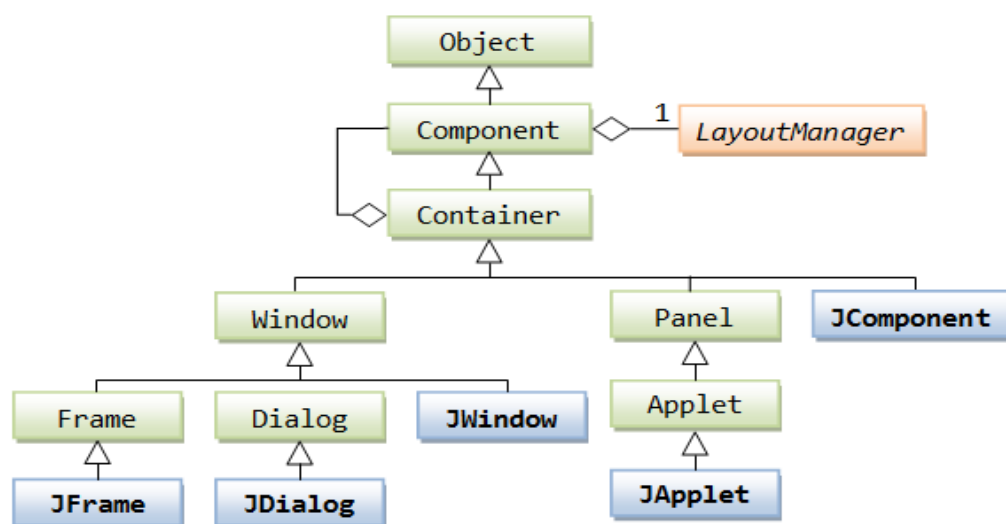 Object
Component
1
LayoutManager
Container
Window
Panel
JComponent
Frame
Dialog
JWindow
Applet
JFrame
JDialog
JApplet